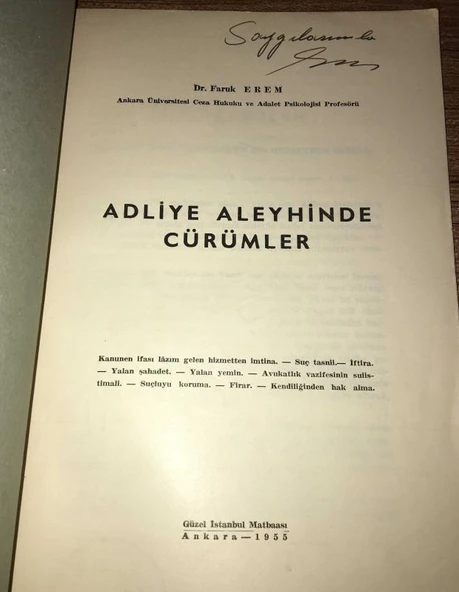 Saygılarımla
Dr. Faruk EREM
Ankara Üniversitesi Ceza Hukuku ve Adalet Psikolojisi Profesörü
ADLİYE ALEYHİNDE
CÜRÜMLER
Kanunen ifası lâzım gelen hizmetten imtina. — Suç tasnii.— İftira.
— Yalan şahadet. — Yalan yemin. — Avukatlık vazifesinin suiis-
timali. — Suçluyu koruma. — Firar. — Kendiliğinden hak alma.
Güzel İstanbul Matbaası
Ankara — 1955